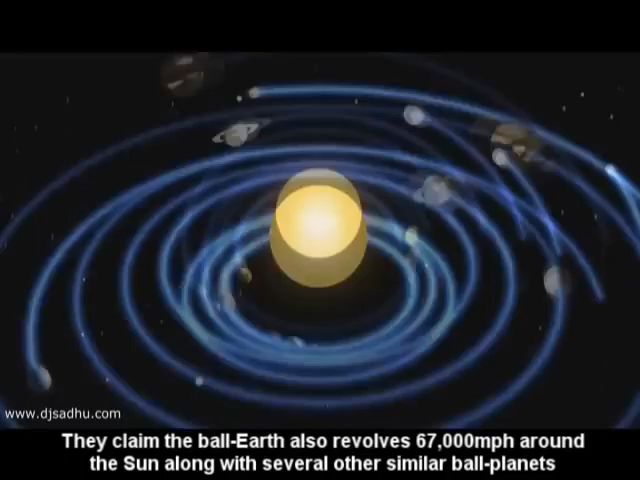 www.djsadhu.com
They claim the ball-Earth also revolves 67,000mph around
the Sun along with several other similar ball-planets